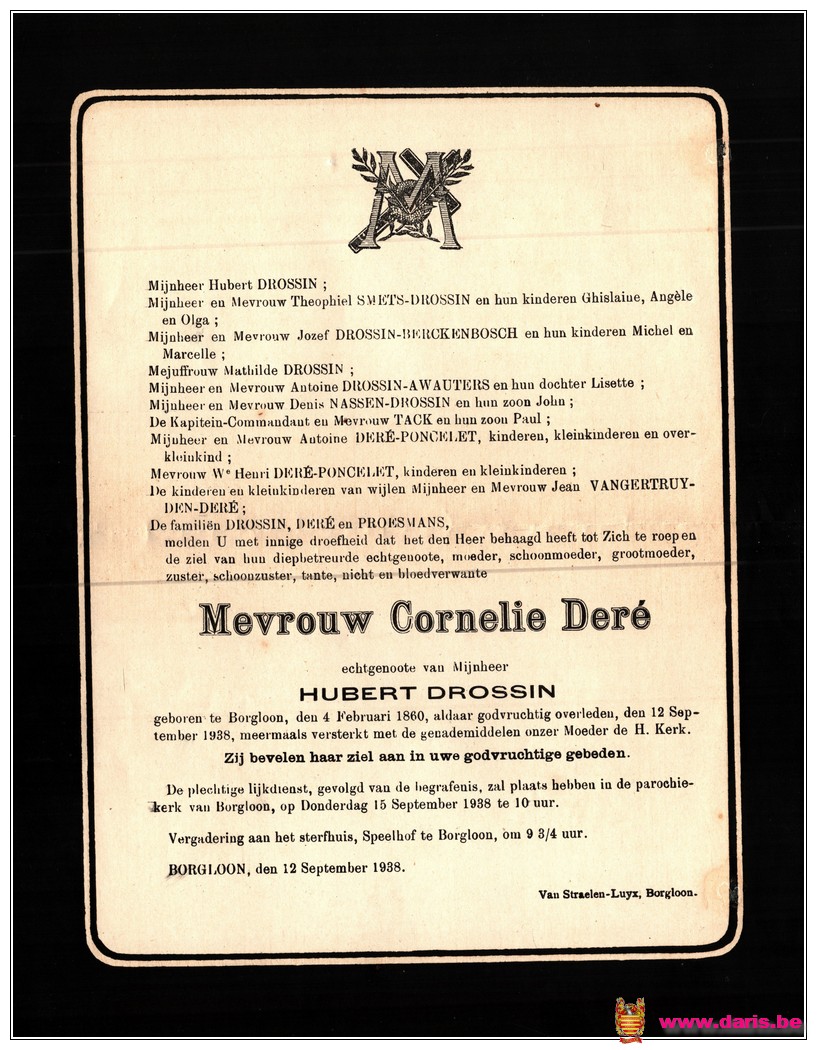 M
Mijnheer Hubert DROSSIN ;
Mijnheer en Mevrouw Theophiel SMETS-DROSSIN en hun kinderen Ghislaine, Angèle
en Olga ;
Mijnheer en Mevrouw Jozef DROSSIN-BERCKENBOSCH en hun kinderen Michel en
Marcelle ;
Mejuffrouw Mathilde DROSSIN ;
Mijnheer en Mevrouw Antoine DROSSIN-AWAUTERS en hun dochter Lisette ;
Mijnheer en Mevrouw Denis NASSEN-DROSSIN en hun zoon John ;
De Kapitein-Commandant en Mevrouw TACK en hun zoon Paul ;
Mijnheer en Mevrouw Antoine DERÉ-PONCELET, kinderen, kleinkinderen en over-
kleinkind ;
Mevrouw Wᵉ Henri DERÉ-PONCELET, kinderen en kleinkinderen ;
De kinderen en kleinkinderen van wijlen Mijnheer en Mevrouw Jean VANGERTRUY-
DEN-DERÉ ;
De familiën DROSSIN, DERÉ en PROESMANS,
melden U met innige droefheid dat het den Heer behaagd heeft tot Zich te roepen
de ziel van hun diepbetreurde echtgenoote, moeder, schoonmoeder, grootmoeder,
zuster, schoonzuster, tante, nicht en bloedverwante
Mevrouw Cornelie Deré
echtgenoote van Mijnheer
HUBERT DROSSIN
geboren te Borgloon, den 4 Februari 1860, aldaar godvruchtig overleden, den 12 Sep-
tember 1938, meermaals versterkt met de genademiddelen onzer Moeder de H. Kerk.
Zij bevelen haar ziel aan in uwe godvruchtige gebeden.
De plechtige lijkdienst, gevolgd van de begrafenis, zal plaats hebben in de parochie-
kerk van Borgloon, op Donderdag 15 September 1938 te 10 uur.
Vergadering aan het sterfhuis, Speelhof te Borgloon, om 9 3/4 uur.
BORGLOON, den 12 September 1938.
Van Straelen-Luyx, Borgloon.
www.daris.be